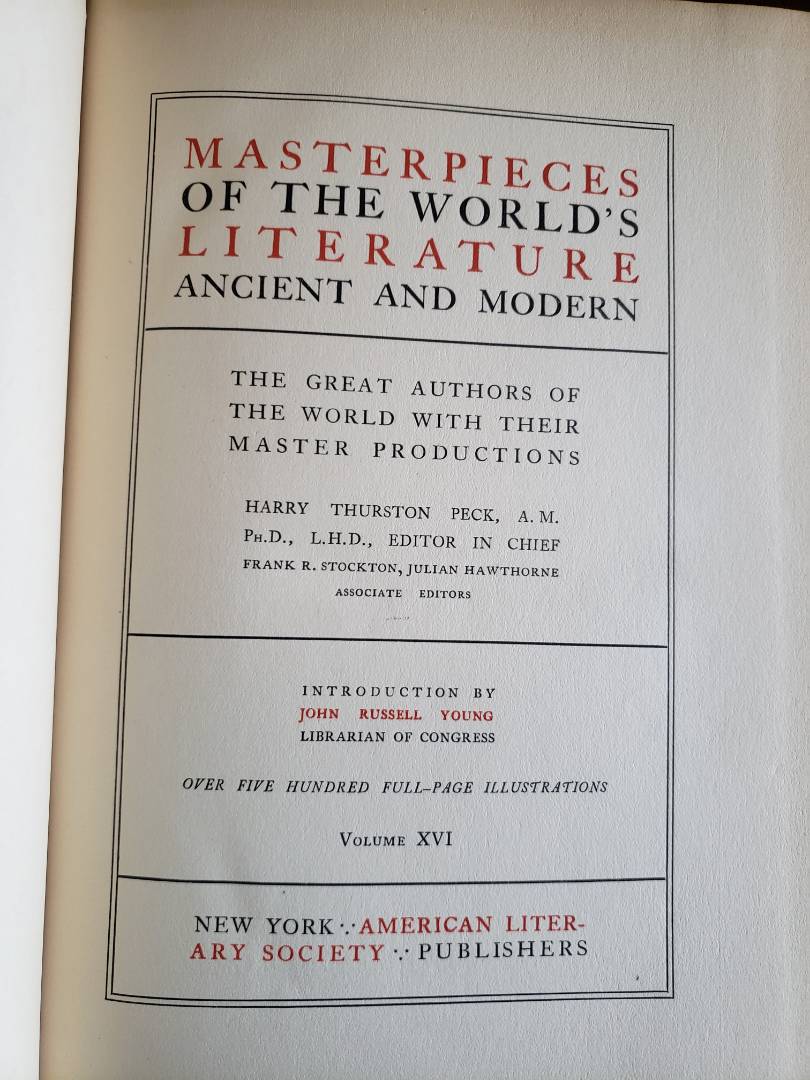 MASTERPIECES
OF THE WORLD'S
LITERATURE
ANCIENT AND MODERN
THE GREAT AUTHORS OF
THE WORLD WITH THEIR
MASTER PRODUCTIONS
HARRY THURSTON PECK, A.M.
PH.D., L.H.D., EDITOR IN CHIEF
FRANK R. STOCKTON, JULIAN HAWTHORNE
ASSOCIATE EDITORS
INTRODUCTION BY
JOHN RUSSELL YOUNG
LIBRARIAN OF CONGRESS
OVER FIVE HUNDRED FULL-PAGE ILLUSTRATIONS
VOLUME XVI
NEW YORK ∵ AMERICAN LITER-
ARY SOCIETY ∵ PUBLISHERS